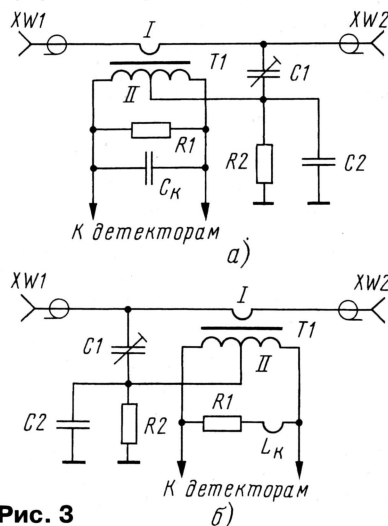 XW1
I
XW2
T1
C1
II
R1
R2
C2
Cк
К детекторам
а)
XW1
I
XW2
C1
T1
II
C2
R2
R1
Lк
К детекторам
Рис. 3
б)